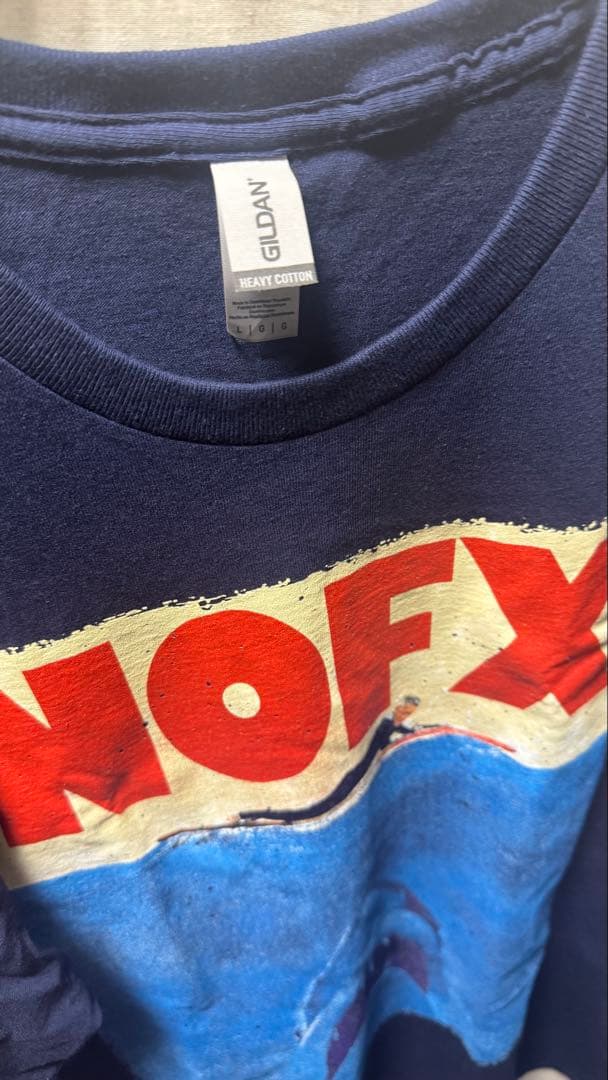 GILDAN®
HEAVY COTTON
L | G | G
NOFX